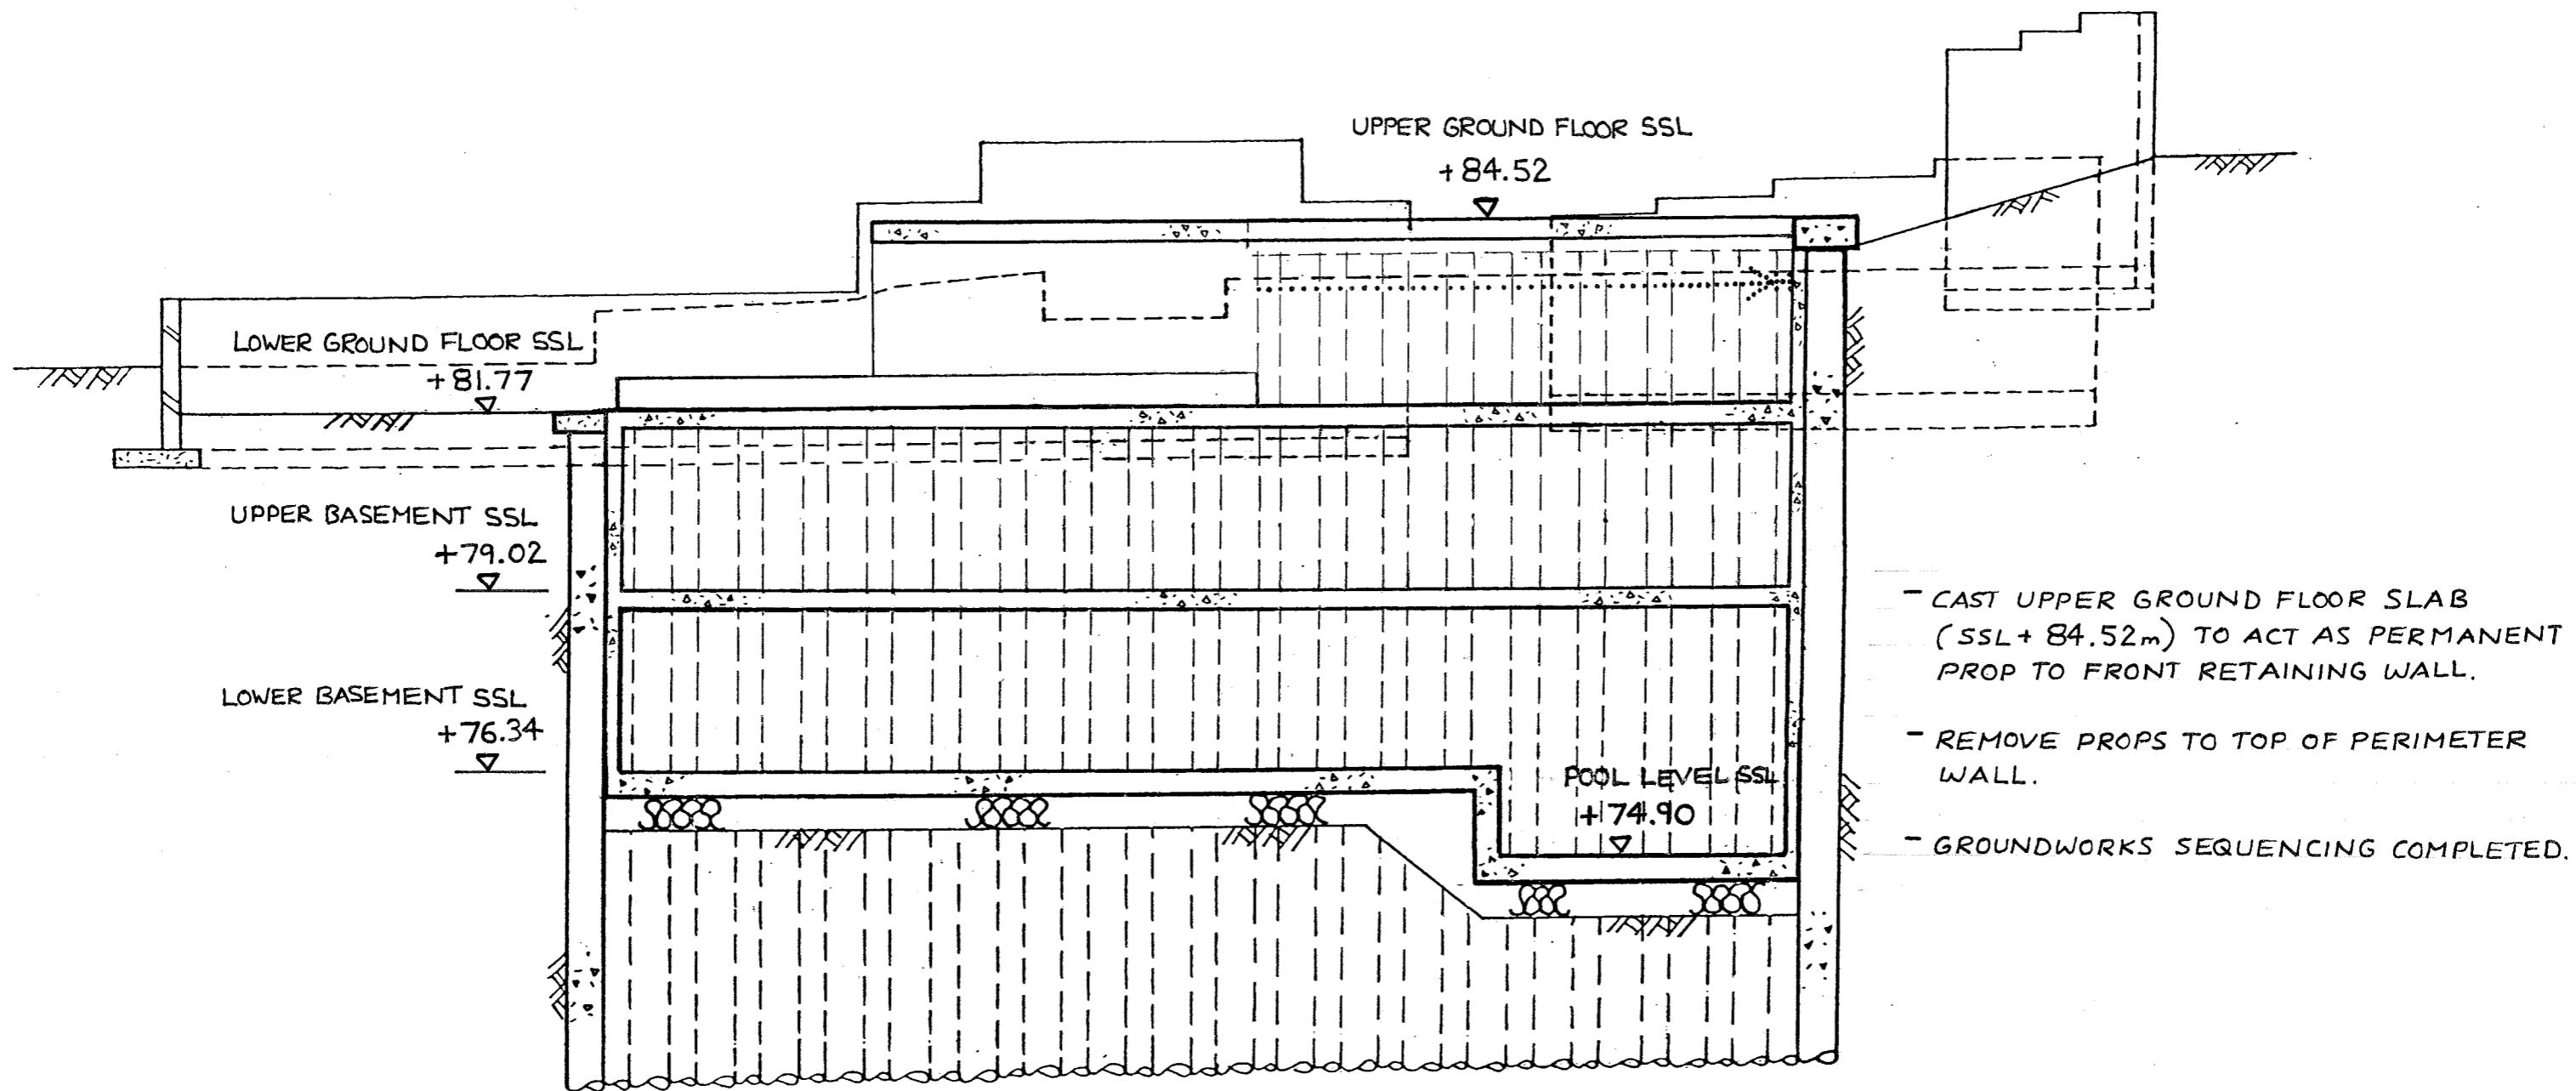 UPPER GROUND FLOOR SSL
+84.52
LOWER GROUND FLOOR SSL
+81.77
UPPER BASEMENT SSL
+79.02
LOWER BASEMENT SSL
+76.34
POOL LEVEL SSL
+74.90
- CAST UPPER GROUND FLOOR SLAB
(SSL+ 84.52m) TO ACT AS PERMANENT
PROP TO FRONT RETAINING WALL.
- REMOVE PROPS TO TOP OF PERIMETER
WALL.
- GROUNDWORKS SEQUENCING COMPLETED.